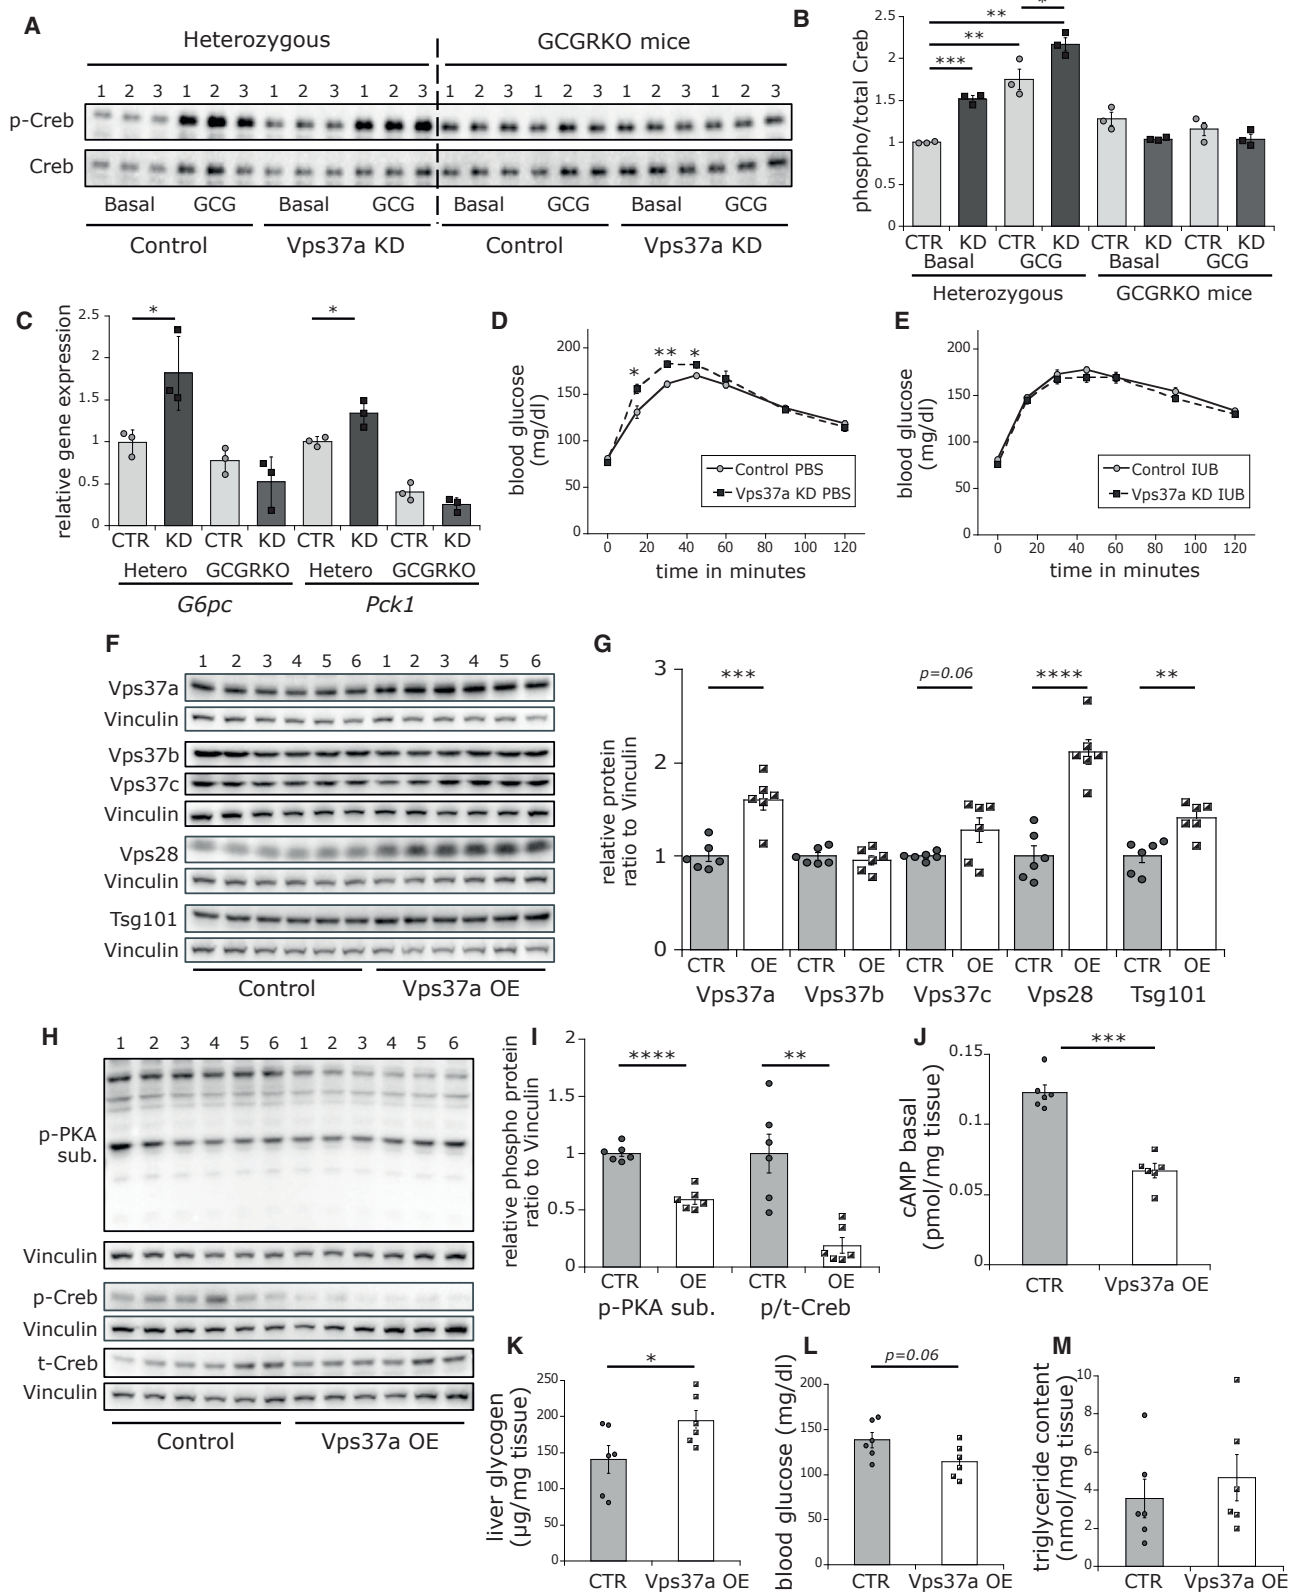 A
Heterozygous
GCGRKO mice
1 2 3 1 2 3 1 2 3 1 2 3 1 2 3 1 2 3 1 2 3 1 2 3
p-Creb
Creb
Basal GCG Basal GCG Basal GCG Basal GCG
Control Vps37a KD Control Vps37a KD
B
phospho/total Creb
2.5
2
1.5
1
0.5
0
***
**
**
*
CTR KD CTR KD CTR KD CTR KD
Basal GCG Basal GCG
Heterozygous GCGRKO mice
C
relative gene expression
2.5
2
1.5
1
0.5
0
* *
CTR KD CTR KD CTR KD CTR KD
Hetero GCGRKO Hetero GCGRKO
G6pc Pck1
D
blood glucose
(mg/dl)
200
150
100
50
0
* ** *
Control PBS
Vps37a KD PBS
0 20 40 60 80 100 120
time in minutes
E
blood glucose
(mg/dl)
200
150
100
50
0
Control IUB
Vps37a KD IUB
0 20 40 60 80 100 120
time in minutes
F
1 2 3 4 5 6 1 2 3 4 5 6
Vps37a
Vinculin
Vps37b
Vps37c
Vinculin
Vps28
Vinculin
Tsg101
Vinculin
Control Vps37a OE
G
relative protein
ratio to Vinculin
3
2
1
0
*** p=0.06 **** **
CTR OE CTR OE CTR OE CTR OE CTR OE
Vps37a Vps37b Vps37c Vps28 Tsg101
H
1 2 3 4 5 6 1 2 3 4 5 6
p-PKA
sub.
Vinculin
p-Creb
Vinculin
t-Creb
Vinculin
Control Vps37a OE
I
relative phospho protein
ratio to Vinculin
2
1.5
1
0.5
0
**** **
CTR OE CTR OE
p-PKA sub. p/t-Creb
J
cAMP basal
(pmol/mg tissue)
0.15
0.1
0.05
0
***
CTR Vps37a OE
K
liver glycogen
(μg/mg tissue)
250
200
150
100
50
0
*
CTR Vps37a OE
L
blood glucose (mg/dl)
200
150
100
50
0
p=0.06
CTR Vps37a OE
M
triglyceride content
(nmol/mg tissue)
10
8
6
4
2
0
CTR Vps37a OE